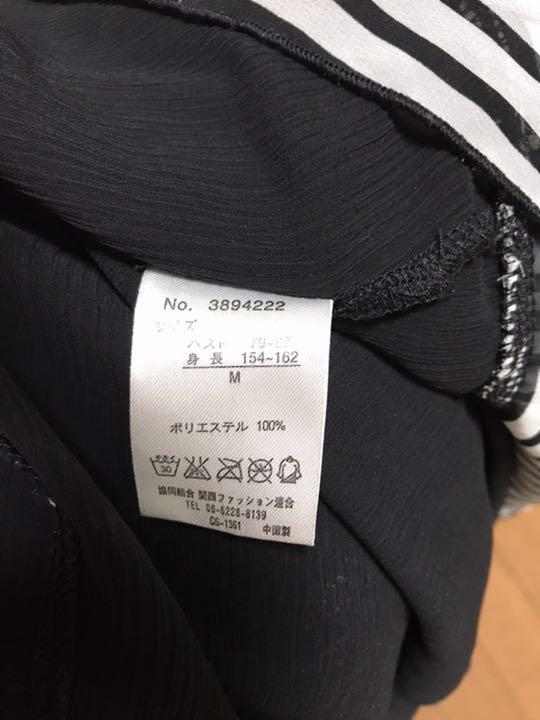 No. 3894222
サイズ
バスト 79~87
身長 154~162
M
ポリエステル 100%
30
協同組合 関西ファッション連合
TEL 06-6228-8139
OS-1361 中国製